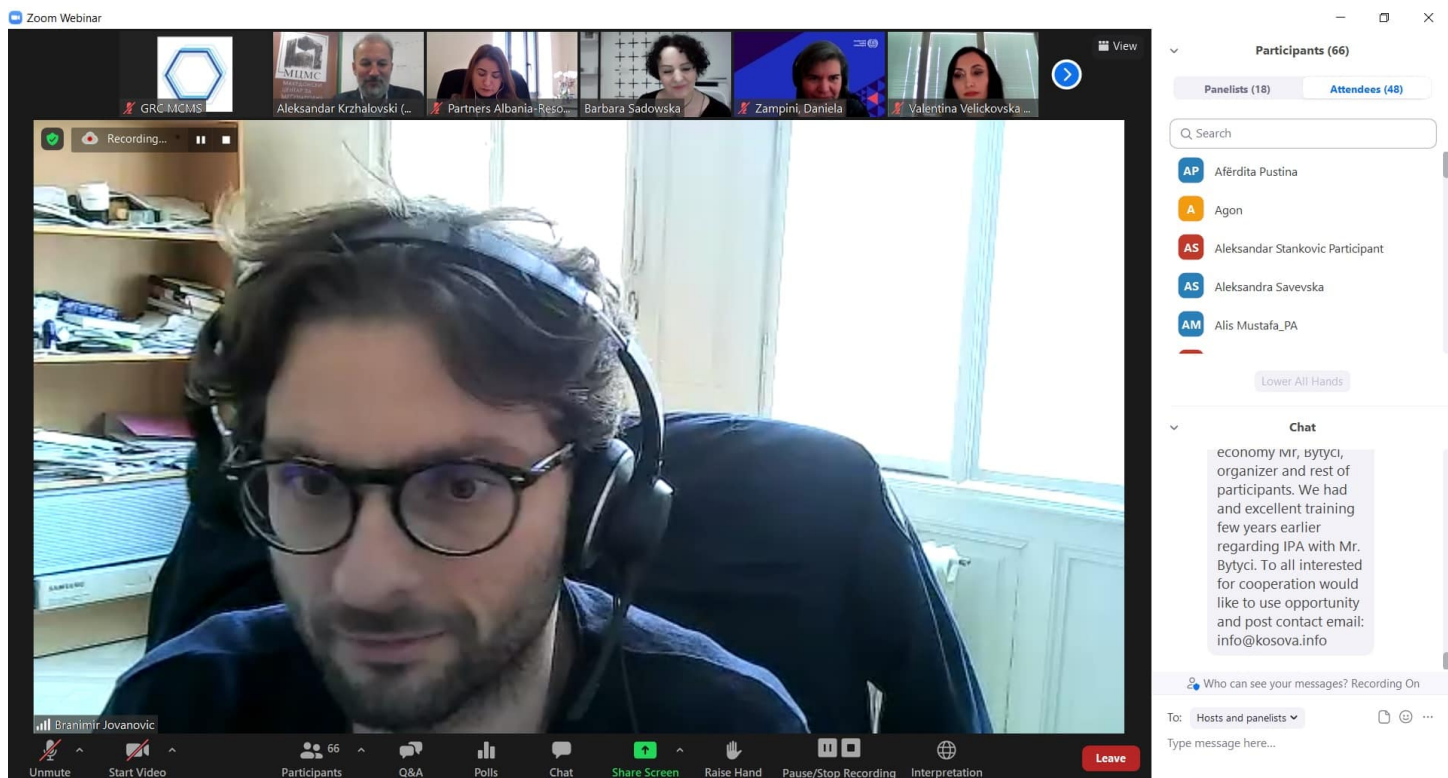 Zoom Webinar
МЦМС
GRC MCMS
Aleksandar Krzhalovski (...
Partners Albania-Reso...
Barbara Sadowska
Zampini, Daniela
Valentina Velickovska ...
View
Recording...
SAMSUNG
Branimir Jovanovic
Unmute
Start Video
66
Participants
Q&A
Polls
Chat
Share Screen
Raise Hand
Pause/Stop Recording
Interpretation
Leave
Participants (66)
Panelists (18)
Attendees (48)
Search
AP Afërdita Pustina
A Agon
AS Aleksandar Stankovic Participant
AS Aleksandra Savevska
AM Alis Mustafa_PA
Lower All Hands
Chat
economy Mr, Bytyci,
organizer and rest of
participants. We had
and excellent training
few years earlier
regarding IPA with Mr.
Bytyci. To all interested
for cooperation would
like to use opportunity
and post contact email:
info@kosova.info
Who can see your messages? Recording On
To: Hosts and panelists
Type message here...